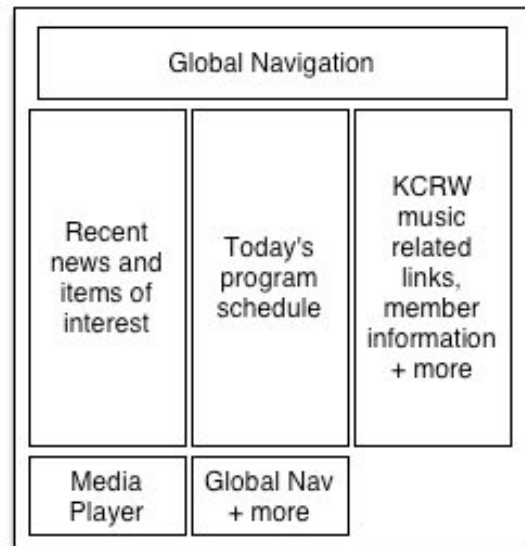 Global Navigation
Recent
news and
items of
interest
Today's
program
schedule
KCRW
music
related
links,
member
information
+ more
Media
Player
Global Nav
+ more